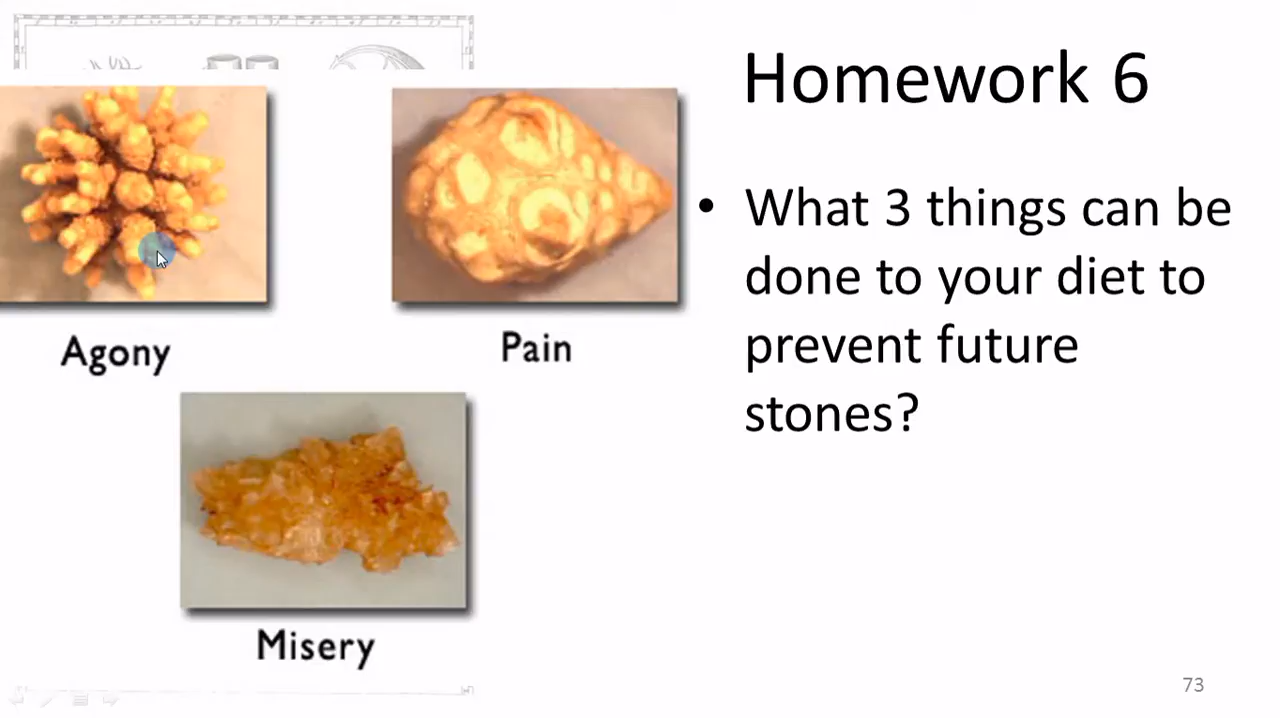 Homework 6
• What 3 things can be
done to your diet to
prevent future
stones?
Agony
Pain
Misery
73